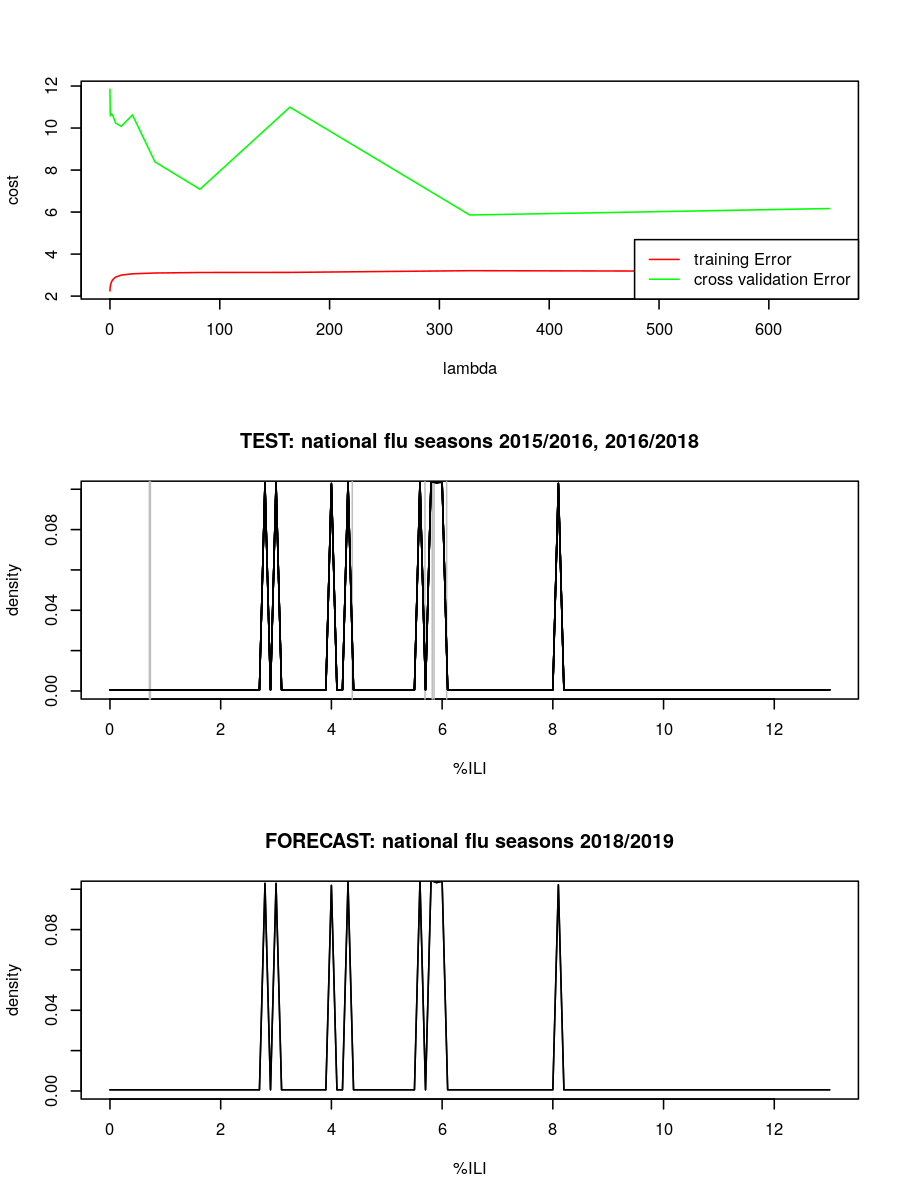 12
10
8
6
4
2
cost
training Error
cross validation Error
0 100 200 300 400 500 600
lambda
TEST: national flu seasons 2015/2016, 2016/2018
0.08
0.04
0.00
density
0 2 4 6 8 10 12
%ILI
FORECAST: national flu seasons 2018/2019
0.08
0.04
0.00
density
0 2 4 6 8 10 12
%ILI